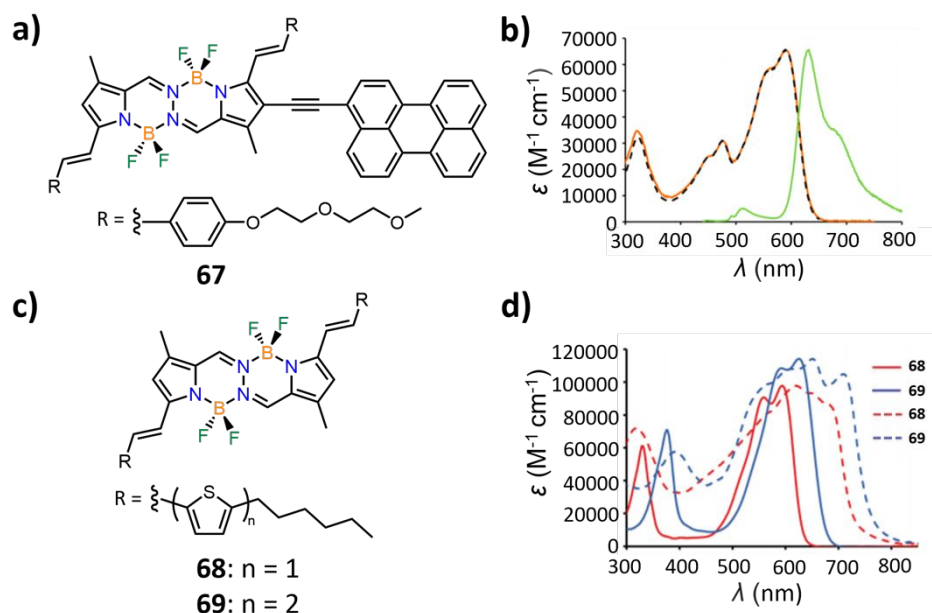 a)
R
F F
B
N
N
N
N
B
F F
R
R =
O
O
O
67
b)
ε (M⁻¹ cm⁻¹)
70000
60000
50000
40000
30000
20000
10000
0
300 400 500 600 700 800
λ (nm)
c)
R
F F
B
N
N
N
N
B
F F
R
R =
S
n
68: n = 1
69: n = 2
d)
ε (M⁻¹ cm⁻¹)
120000
100000
80000
60000
40000
20000
0
300 400 500 600 700 800
λ (nm)
68
69
68
69